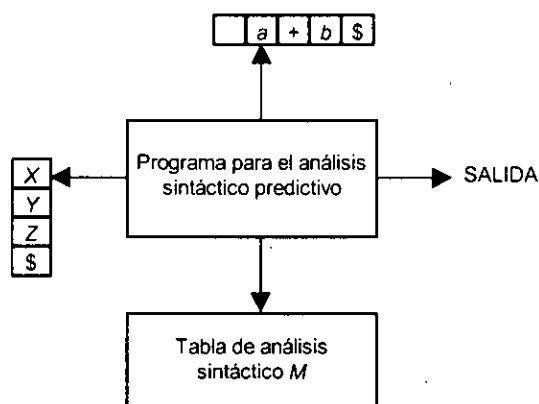 a + b $
Programa para el análisis
sintáctico predictivo
SALIDA
X
Y
Z
$
Tabla de análisis
sintáctico M